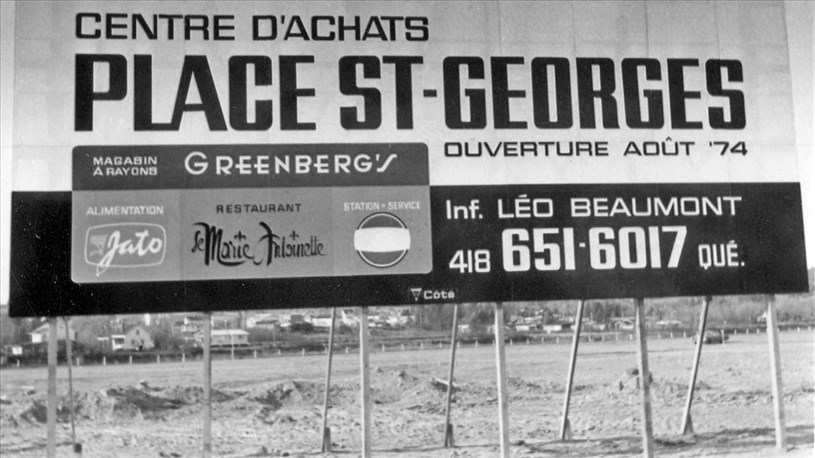 CENTRE D'ACHATS
PLACE ST-GEORGES
OUVERTURE AOÛT '74
MAGASIN
À RAYONS
GREENBERG'S
ALIMENTATION
Jato
RESTAURANT
Le Marie Antoinette
STATION-SERVICE
Inf. LÉO BEAUMONT
418 651-6017 QUÉ.
Côté